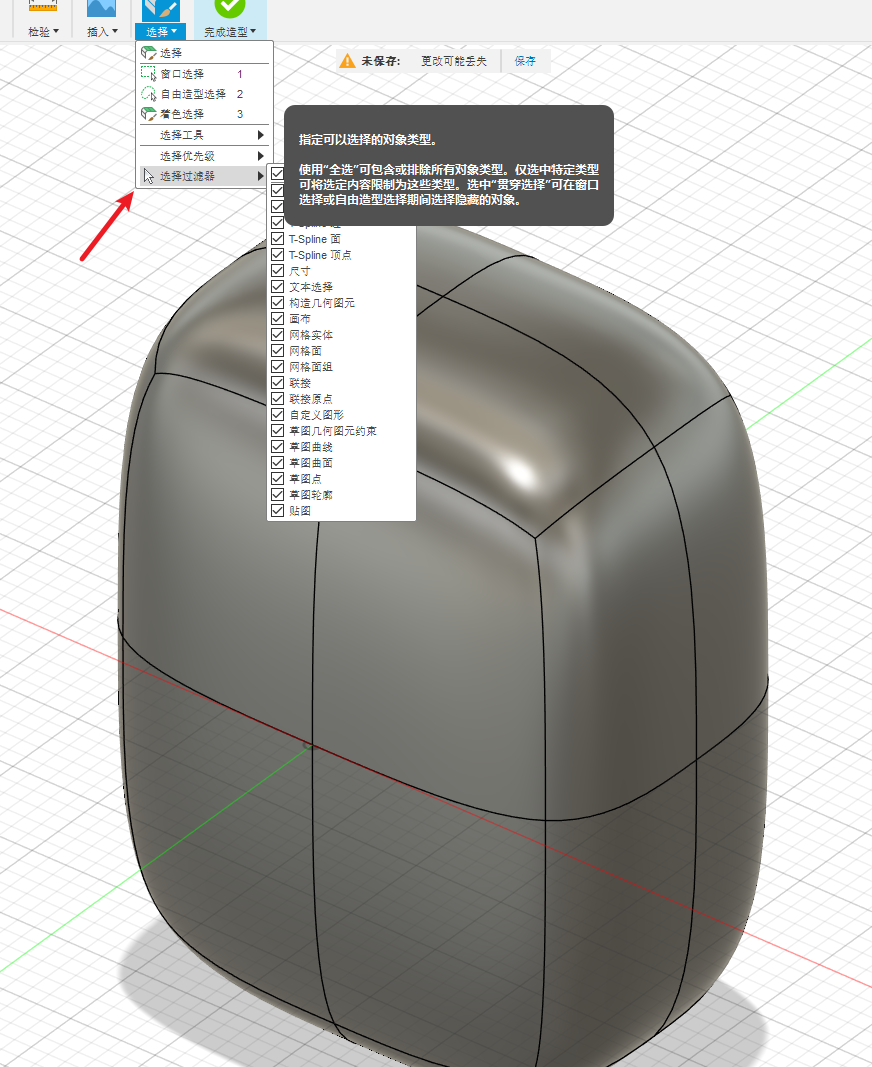 检验▾
插入▾
选择▾
完成造型▾
选择
窗口选择 1
自由造型选择 2
着色选择 3
选择工具
选择优先级
选择过滤器
未保存: 更改可能丢失 保存
指定可以选择的对象类型。
使用“全选”可包含或排除所有对象类型。仅选中特定类型
可将选定内容限制为这些类型。选中“贯穿选择”可在窗口
选择或自由造型选择期间选择隐藏的对象。
T-Spline 面
T-Spline 顶点
尺寸
文本选择
构造几何图元
画布
网格实体
网格面
网格面组
联接
联接原点
自定义图形
草图几何图元约束
草图曲线
草图曲面
草图点
草图轮廓
贴图